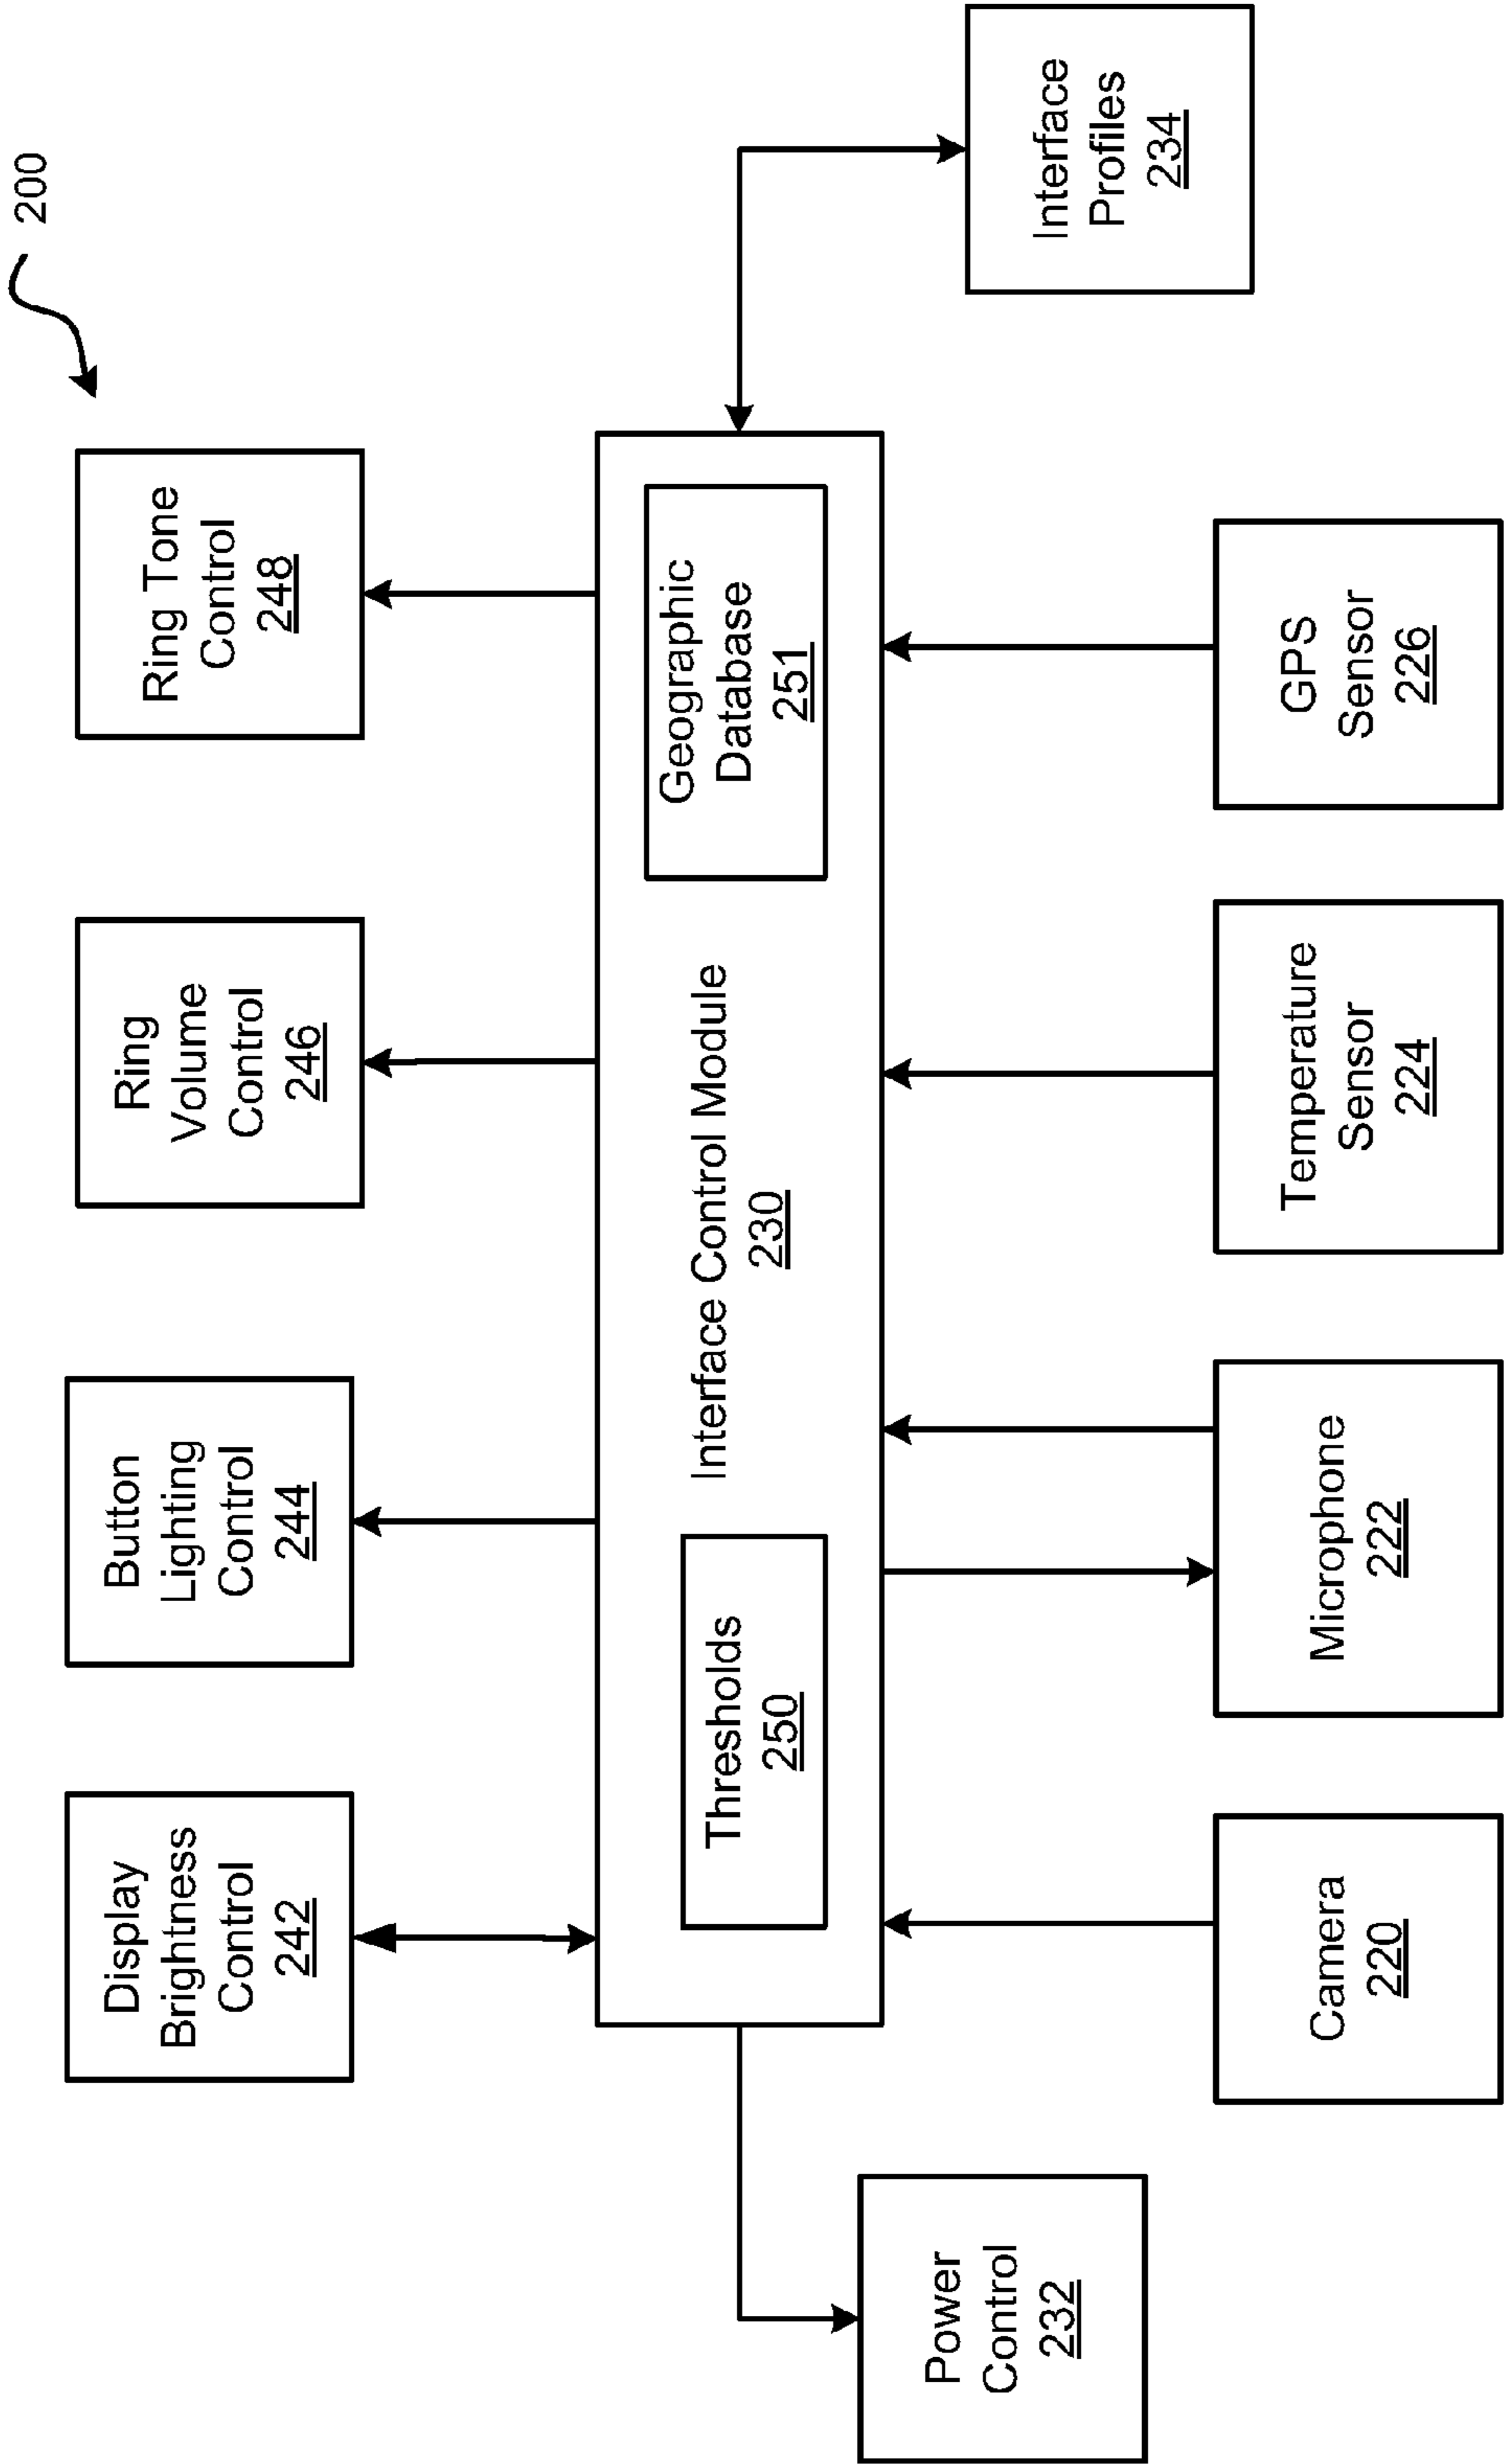 200
Display
Brightness
Control
242
Button
Lighting
Control
244
Ring
Volume
Control
246
Ring Tone
Control
248
Thresholds
250
Interface Control Module
230
Geographic
Database
251
Power
Control
232
Interface
Profiles
234
Camera
220
Microphone
222
Temperature
Sensor
224
GPS
Sensor
226